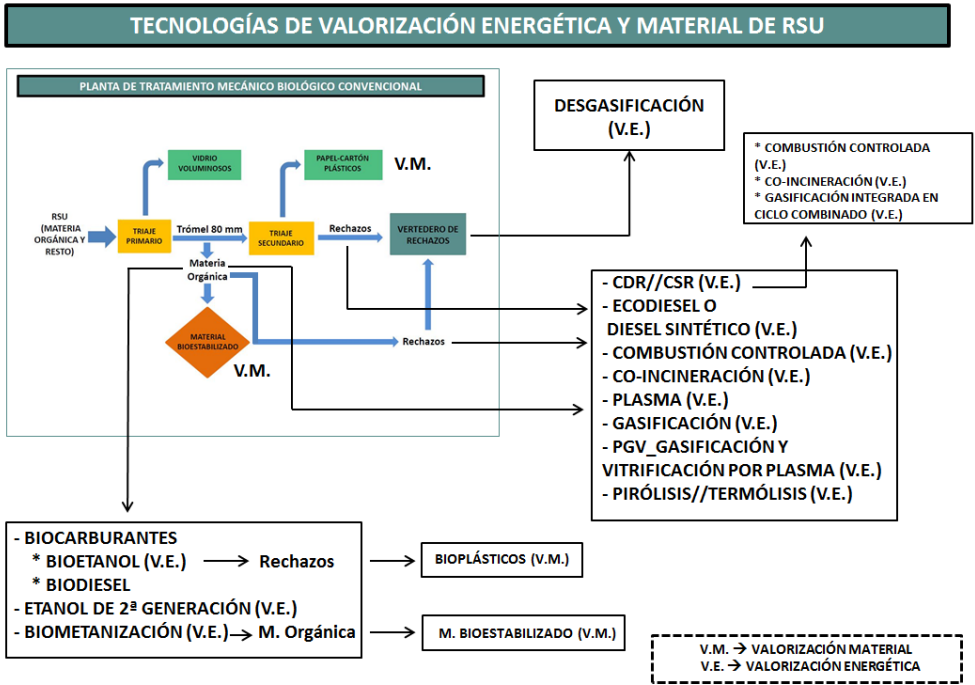 TECNOLOGÍAS DE VALORIZACIÓN ENERGÉTICA Y MATERIAL DE RSU
PLANTA DE TRATAMIENTO MECÁNICO BIOLÓGICO CONVENCIONAL
DESGASIFICACIÓN
(V.E.)
* COMBUSTIÓN CONTROLADA
(V.E.)
* CO-INCINERACIÓN (V.E.)
* GASIFICACIÓN INTEGRADA EN
CICLO COMBINADO (V.E.)
VIDRIO
VOLUMINOSOS
PAPEL-CARTÓN
PLÁSTICOS
V.M.
RSU
(MATERIA
ORGÁNICA Y
RESTO)
TRIAJE
PRIMARIO
Trómel 80 mm
TRIAJE
SECUNDARIO
Rechazos
VERTEDERO DE
RECHAZOS
Materia
Orgánica
MATERIAL
BIOESTABILIZADO
V.M.
Rechazos
- CDR//CSR (V.E.)
- ECODIESEL O
DIESEL SINTÉTICO (V.E.)
- COMBUSTIÓN CONTROLADA (V.E.)
- CO-INCINERACIÓN (V.E.)
- PLASMA (V.E.)
- GASIFICACIÓN (V.E.)
- PGV_GASIFICACIÓN Y
VITRIFICACIÓN POR PLASMA (V.E.)
- PIRÓLISIS//TERMÓLISIS (V.E.)
- BIOCARBURANTES
* BIOETANOL (V.E.) → Rechazos
* BIODIESEL
- ETANOL DE 2ª GENERACIÓN (V.E.)
- BIOMETANIZACIÓN (V.E.) → M. Orgánica
BIOPLÁSTICOS (V.M.)
M. BIOESTABILIZADO (V.M.)
V.M. → VALORIZACIÓN MATERIAL
V.E. → VALORIZACIÓN ENERGÉTICA